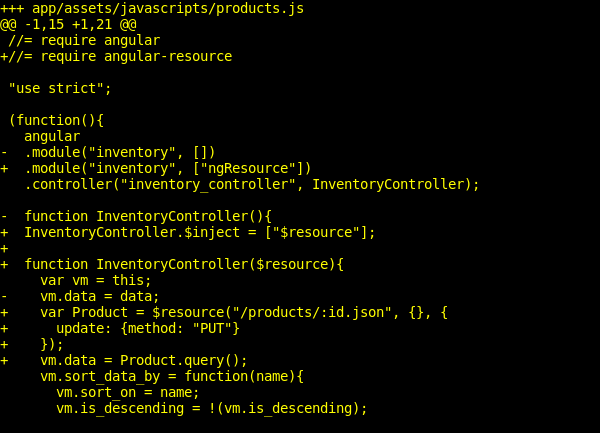 +++ app/assets/javascripts/products.js
@@ -1,15 +1,21 @@
 //= require angular
+//= require angular-resource

 "use strict";

 (function(){
   angular
-  .module("inventory", [])
+  .module("inventory", ["ngResource"])
   .controller("inventory_controller", InventoryController);

-  function InventoryController(){
+  InventoryController.$inject = ["$resource"];
+
+  function InventoryController($resource){
     var vm = this;
-    vm.data = data;
+    var Product = $resource("/products/:id.json", {}, {
+      update: {method: "PUT"}
+    });
+    vm.data = Product.query();
     vm.sort_data_by = function(name){
       vm.sort_on = name;
       vm.is_descending = !(vm.is_descending);